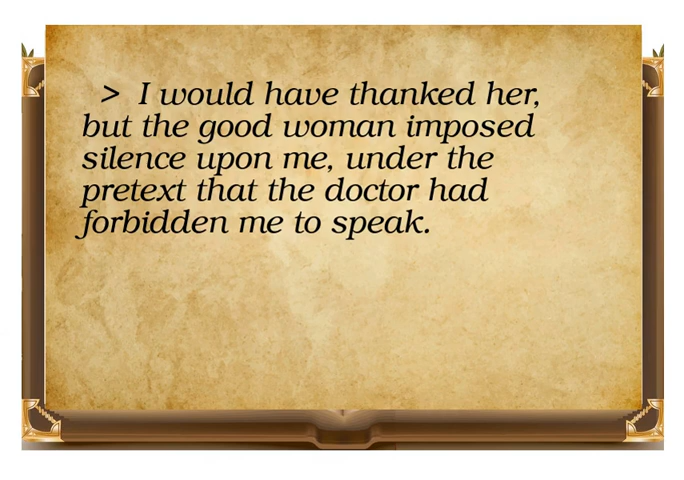 > I would have thanked her,
but the good woman imposed
silence upon me, under the
pretext that the doctor had
forbidden me to speak.